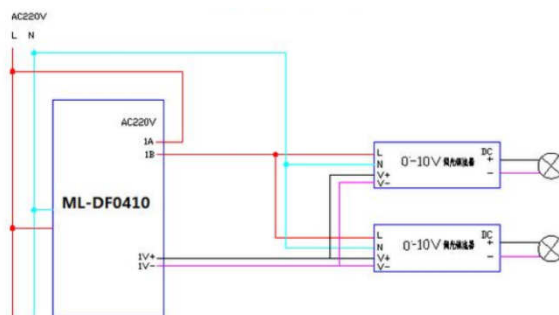 AC220V
L N
AC220V
1A
1B
ML-DF0410
1V+
1V-
L
N
V+
V-
0-10V
DC
+
-
L
N
V+
V-
0-10V
DC
+
-